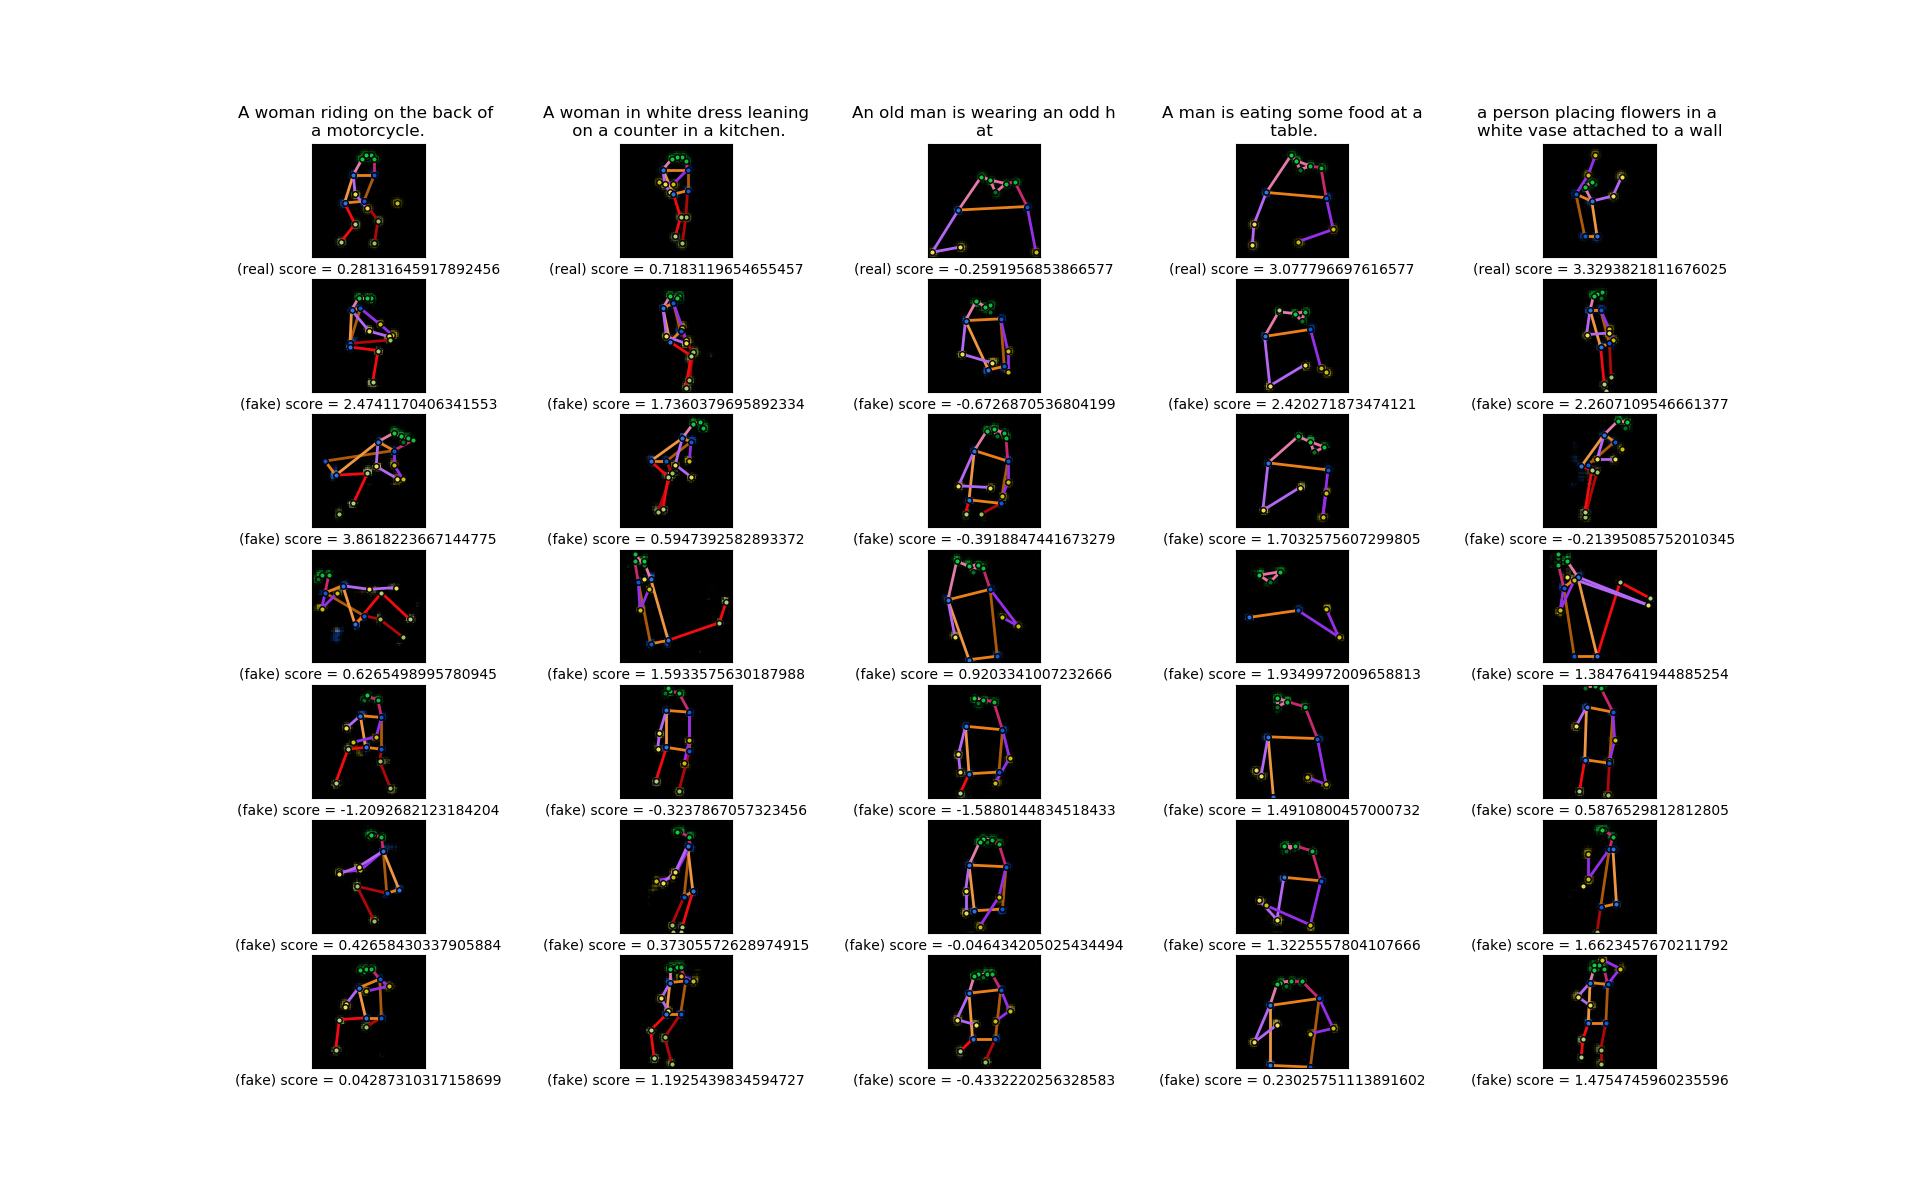 A woman riding on the back of
a motorcycle.
A woman in white dress leaning
on a counter in a kitchen.
An old man is wearing an odd h
at
A man is eating some food at a
table.
a person placing flowers in a
white vase attached to a wall
(real) score = 0.28131645917892456
(real) score = 0.7183119654655457
(real) score = -0.2591956853866577
(real) score = 3.077796697616577
(real) score = 3.3293821811676025
(fake) score = 2.4741170406341553
(fake) score = 1.7360379695892334
(fake) score = -0.6726870536804199
(fake) score = 2.420271873474121
(fake) score = 2.2607109546661377
(fake) score = 3.8618223667144775
(fake) score = 0.5947392582893372
(fake) score = -0.3918847441673279
(fake) score = 1.7032575607299805
(fake) score = -0.21395085752010345
(fake) score = 0.6265498995780945
(fake) score = 1.5933575630187988
(fake) score = 0.9203341007232666
(fake) score = 1.9349972009658813
(fake) score = 1.3847641944885254
(fake) score = -1.2092682123184204
(fake) score = -0.3237867057323456
(fake) score = -1.5880144834518433
(fake) score = 1.4910800457000732
(fake) score = 0.5876529812812805
(fake) score = 0.42658430337905884
(fake) score = 0.37305572628974915
(fake) score = -0.046434205025434494
(fake) score = 1.3225557804107666
(fake) score = 1.6623457670211792
(fake) score = 0.04287310317158699
(fake) score = 1.1925439834594727
(fake) score = -0.4332220256328583
(fake) score = 0.23025751113891602
(fake) score = 1.4754745960235596